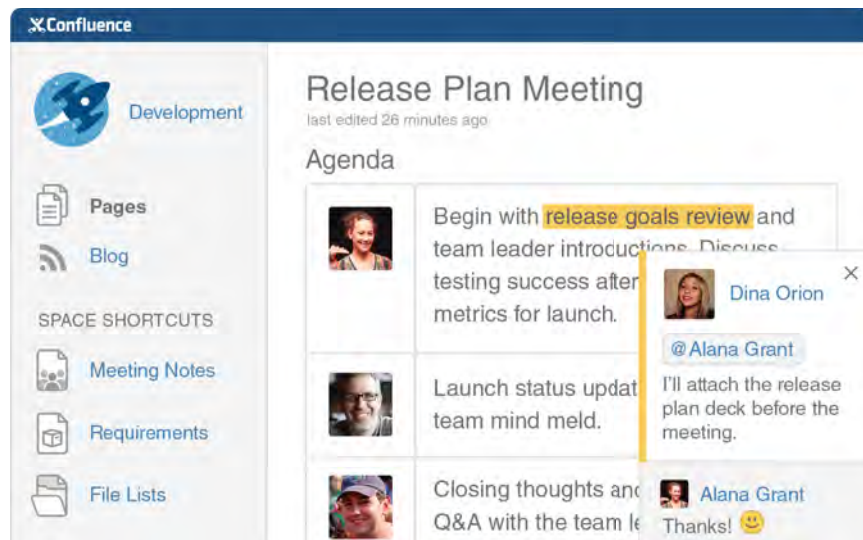 Confluence
Development
Pages
Blog
SPACE SHORTCUTS
Meeting Notes
Requirements
File Lists
Release Plan Meeting
last edited 26 minutes ago
Agenda
Begin with release goals review and
team leader introductions. Discuss
testing success after
metrics for launch.
Launch status updat
team mind meld.
Closing thoughts and
Q&A with the team le
Dina Orion
@Alana Grant
I'll attach the release
plan deck before the
meeting.
Alana Grant
Thanks!